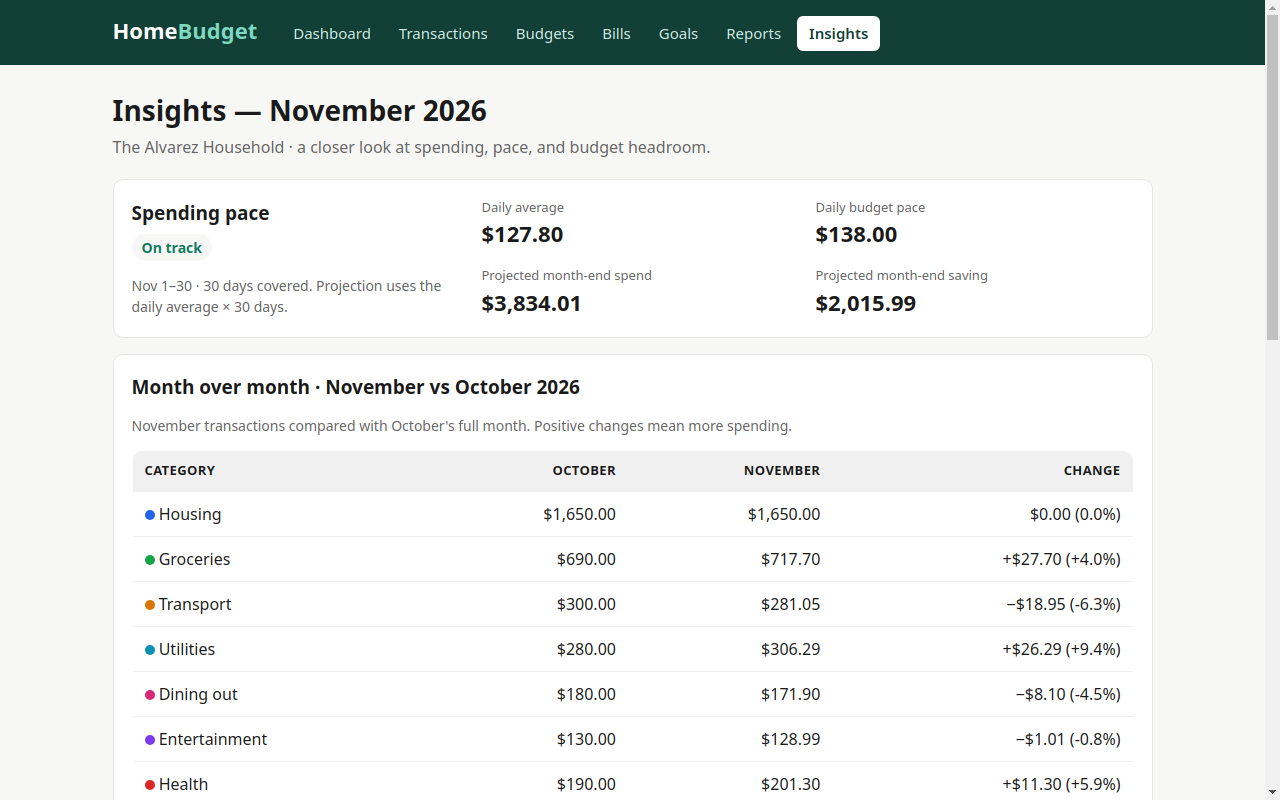 HomeBudget Dashboard Transactions Budgets Bills Goals Reports Insights
Insights — November 2026
The Alvarez Household · a closer look at spending, pace, and budget headroom.
Spending pace
On track
Nov 1–30 · 30 days covered. Projection uses the
daily average × 30 days.
Daily average
$127.80
Daily budget pace
$138.00
Projected month-end spend
$3,834.01
Projected month-end saving
$2,015.99
Month over month · November vs October 2026
November transactions compared with October's full month. Positive changes mean more spending.
CATEGORY OCTOBER NOVEMBER CHANGE
Housing $1,650.00 $1,650.00 $0.00 (0.0%)
Groceries $690.00 $717.70 +$27.70 (+4.0%)
Transport $300.00 $281.05 −$18.95 (-6.3%)
Utilities $280.00 $306.29 +$26.29 (+9.4%)
Dining out $180.00 $171.90 −$8.10 (-4.5%)
Entertainment $130.00 $128.99 −$1.01 (-0.8%)
Health $190.00 $201.30 +$11.30 (+5.9%)